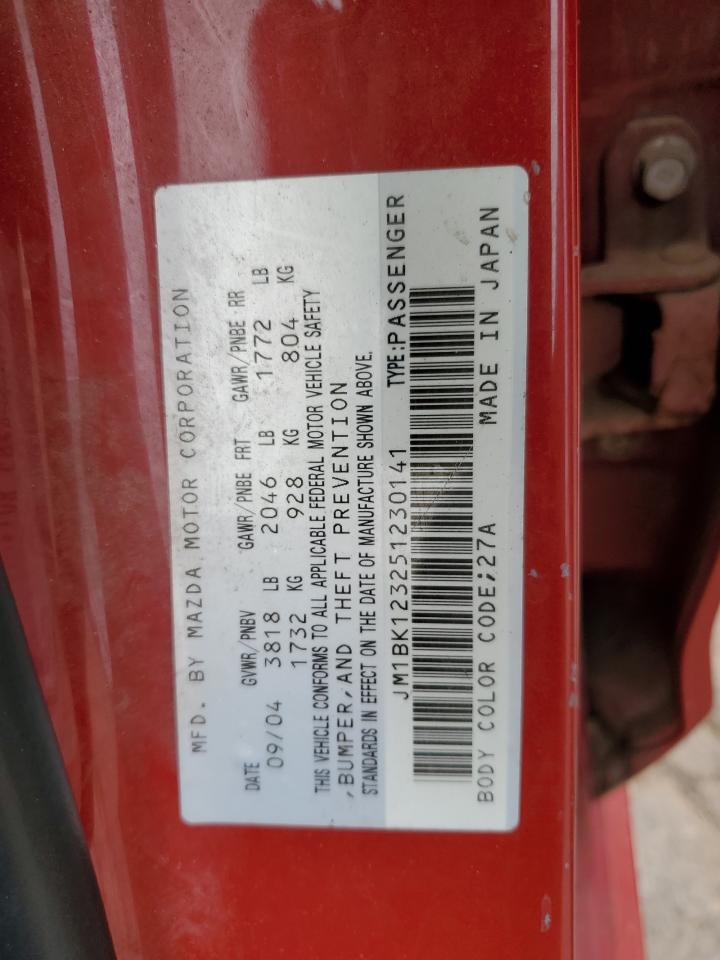 MFD. BY MAZDA MOTOR CORPORATION
DATE GVWR/PNBV GAWR/PNBE FRT GAWR/PNBE RR
09/04 3818 LB 2046 LB 1772 LB
1732 KG 928 KG 804 KG
THIS VEHICLE CONFORMS TO ALL APPLICABLE FEDERAL MOTOR VEHICLE SAFETY
,BUMPER,AND THEFT PREVENTION
STANDARDS IN EFFECT ON THE DATE OF MANUFACTURE SHOWN ABOVE.
JM1BK123251230141 TYPE:PASSENGER
BODY COLOR CODE;27A MADE IN JAPAN